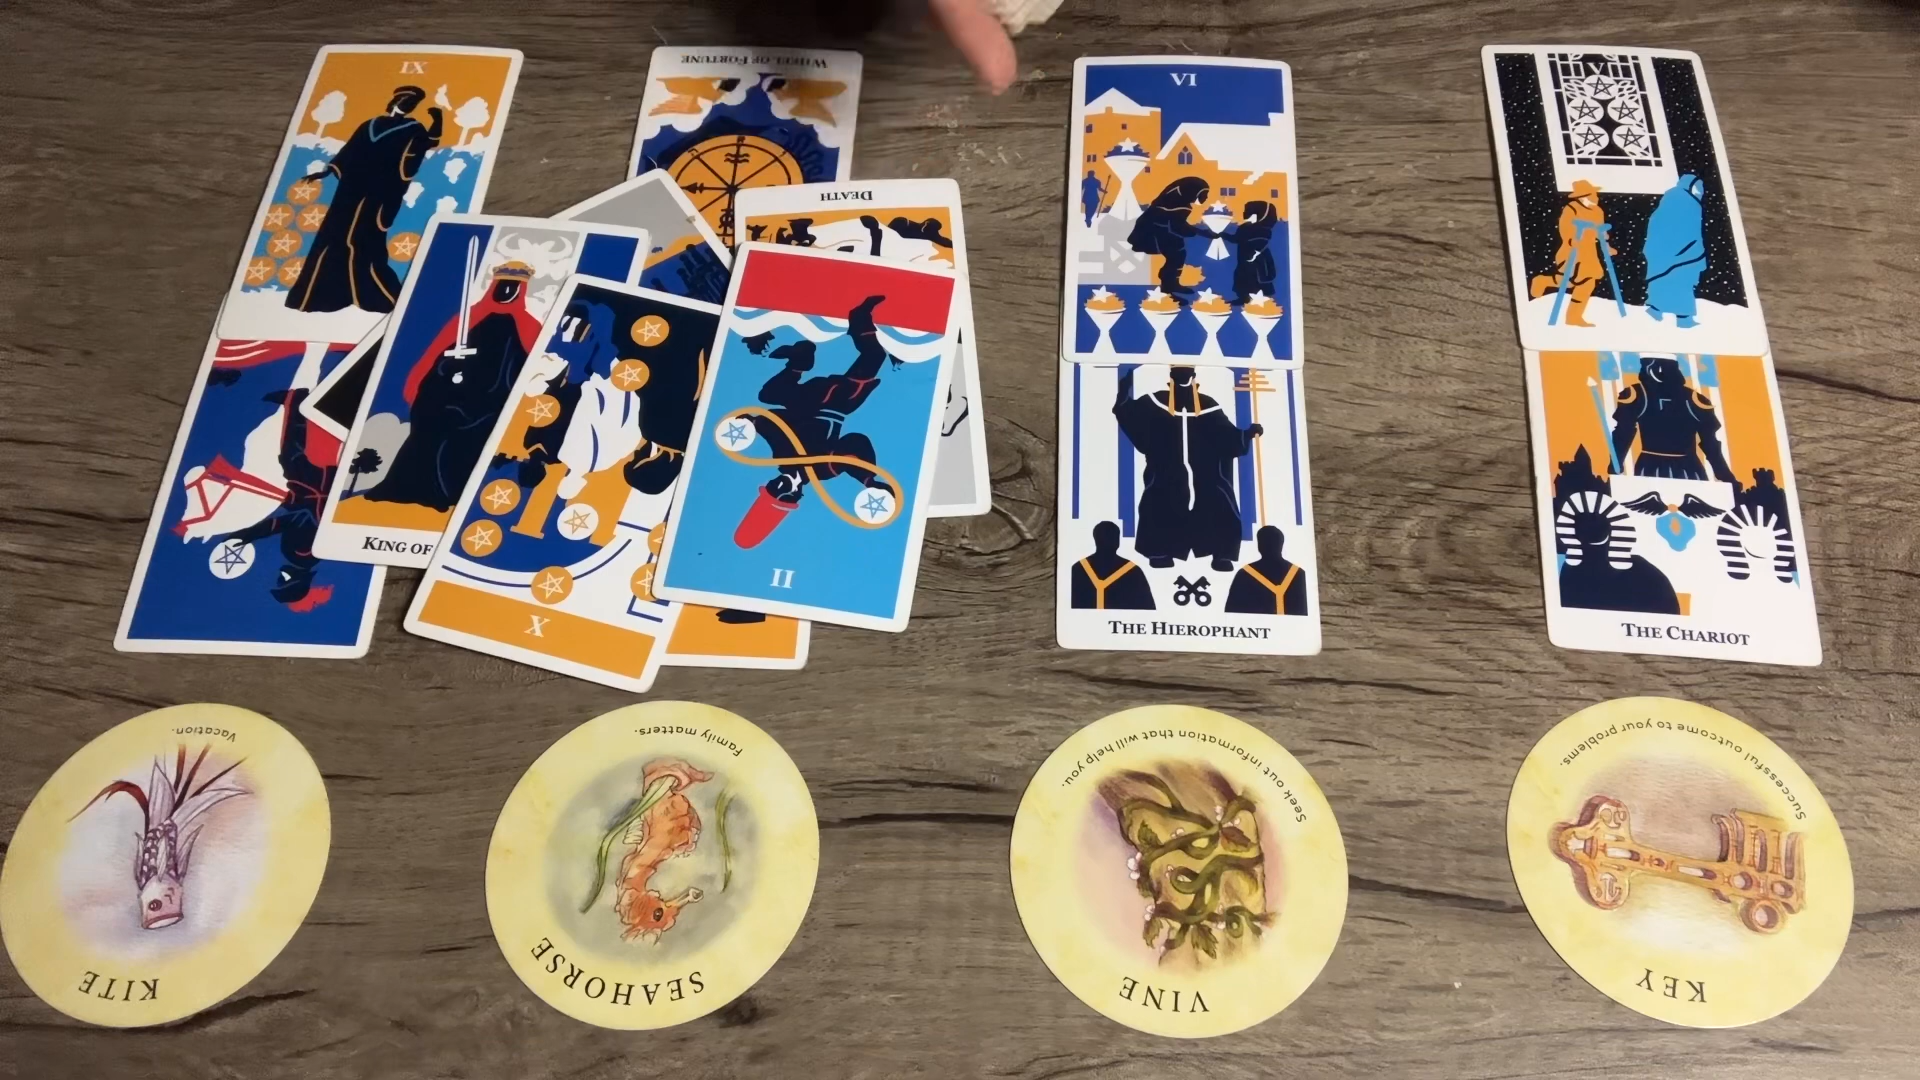 IX
WHEEL OF FORTUNE
DEATH
VI
V
KING OF
X
II
THE HIEROPHANT
THE CHARIOT
Vacation.
KITE
Family matters.
SEAHORSE
Seek out information that will help you.
VINE
Successful outcome to your problems.
KEY